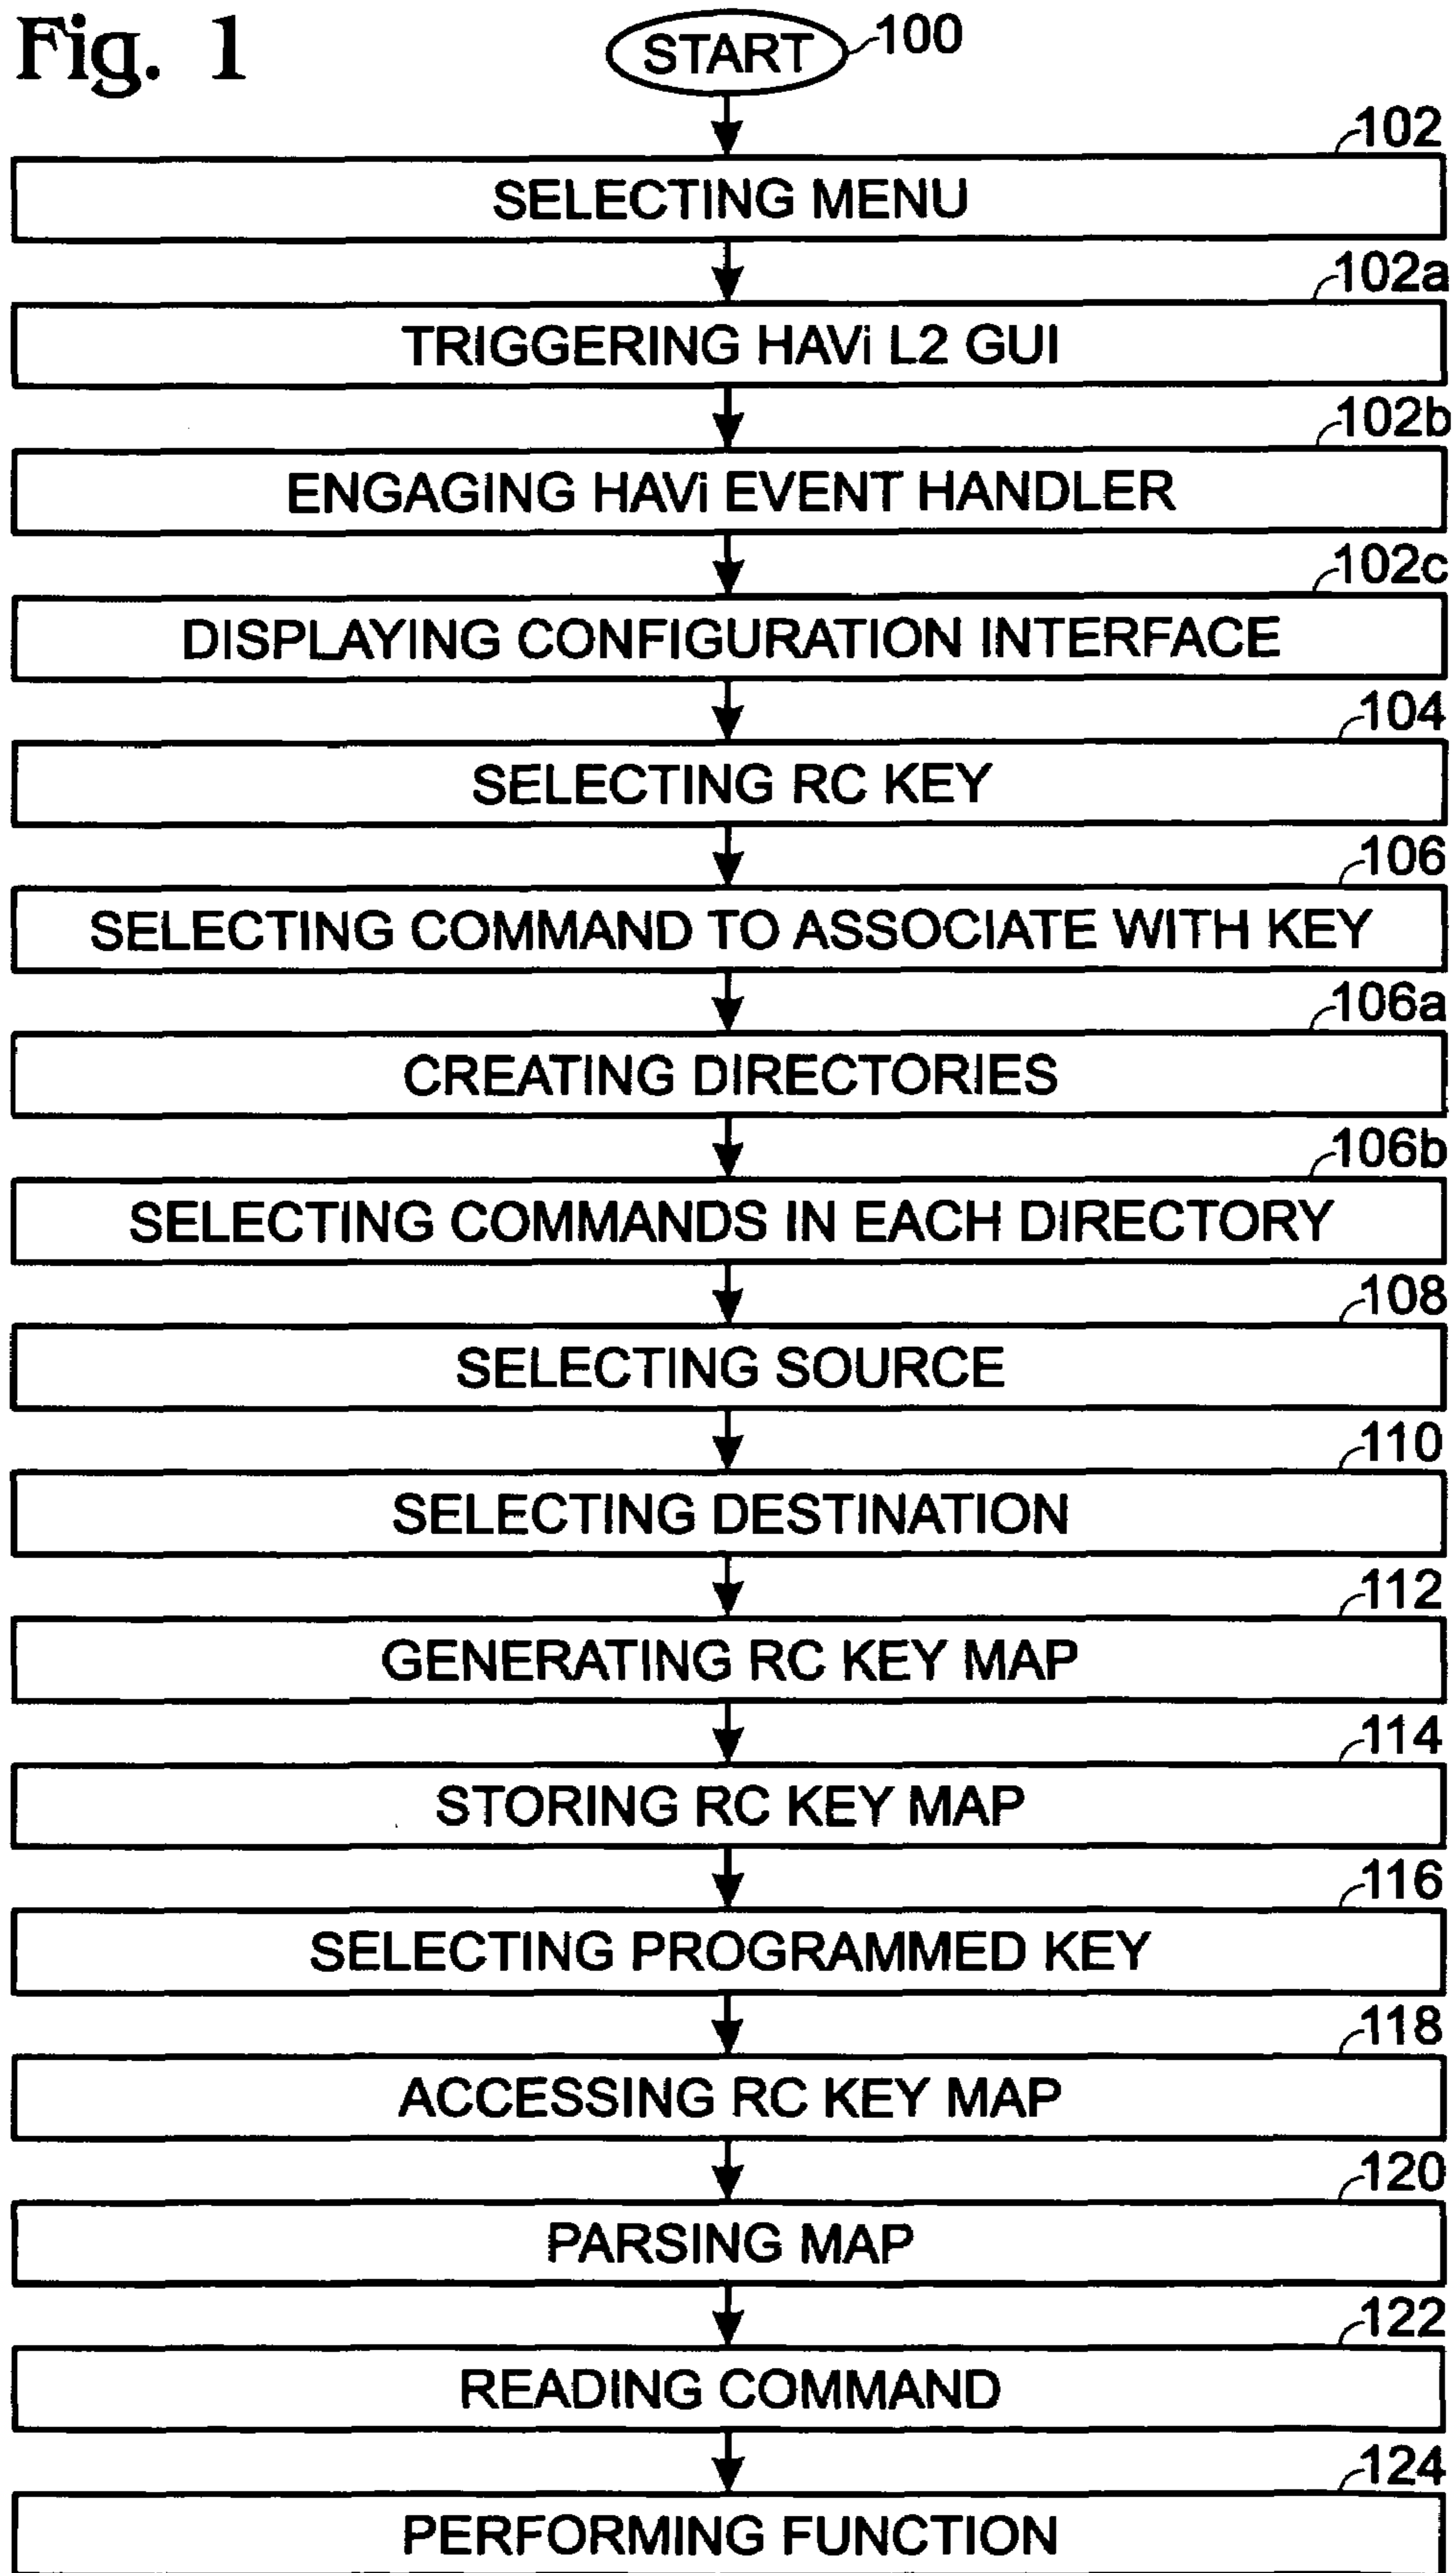 Fig. 1
START 100
102
SELECTING MENU
102a
TRIGGERING HAVi L2 GUI
102b
ENGAGING HAVi EVENT HANDLER
102c
DISPLAYING CONFIGURATION INTERFACE
104
SELECTING RC KEY
106
SELECTING COMMAND TO ASSOCIATE WITH KEY
106a
CREATING DIRECTORIES
106b
SELECTING COMMANDS IN EACH DIRECTORY
108
SELECTING SOURCE
110
SELECTING DESTINATION
112
GENERATING RC KEY MAP
114
STORING RC KEY MAP
116
SELECTING PROGRAMMED KEY
118
ACCESSING RC KEY MAP
120
PARSING MAP
122
READING COMMAND
124
PERFORMING FUNCTION